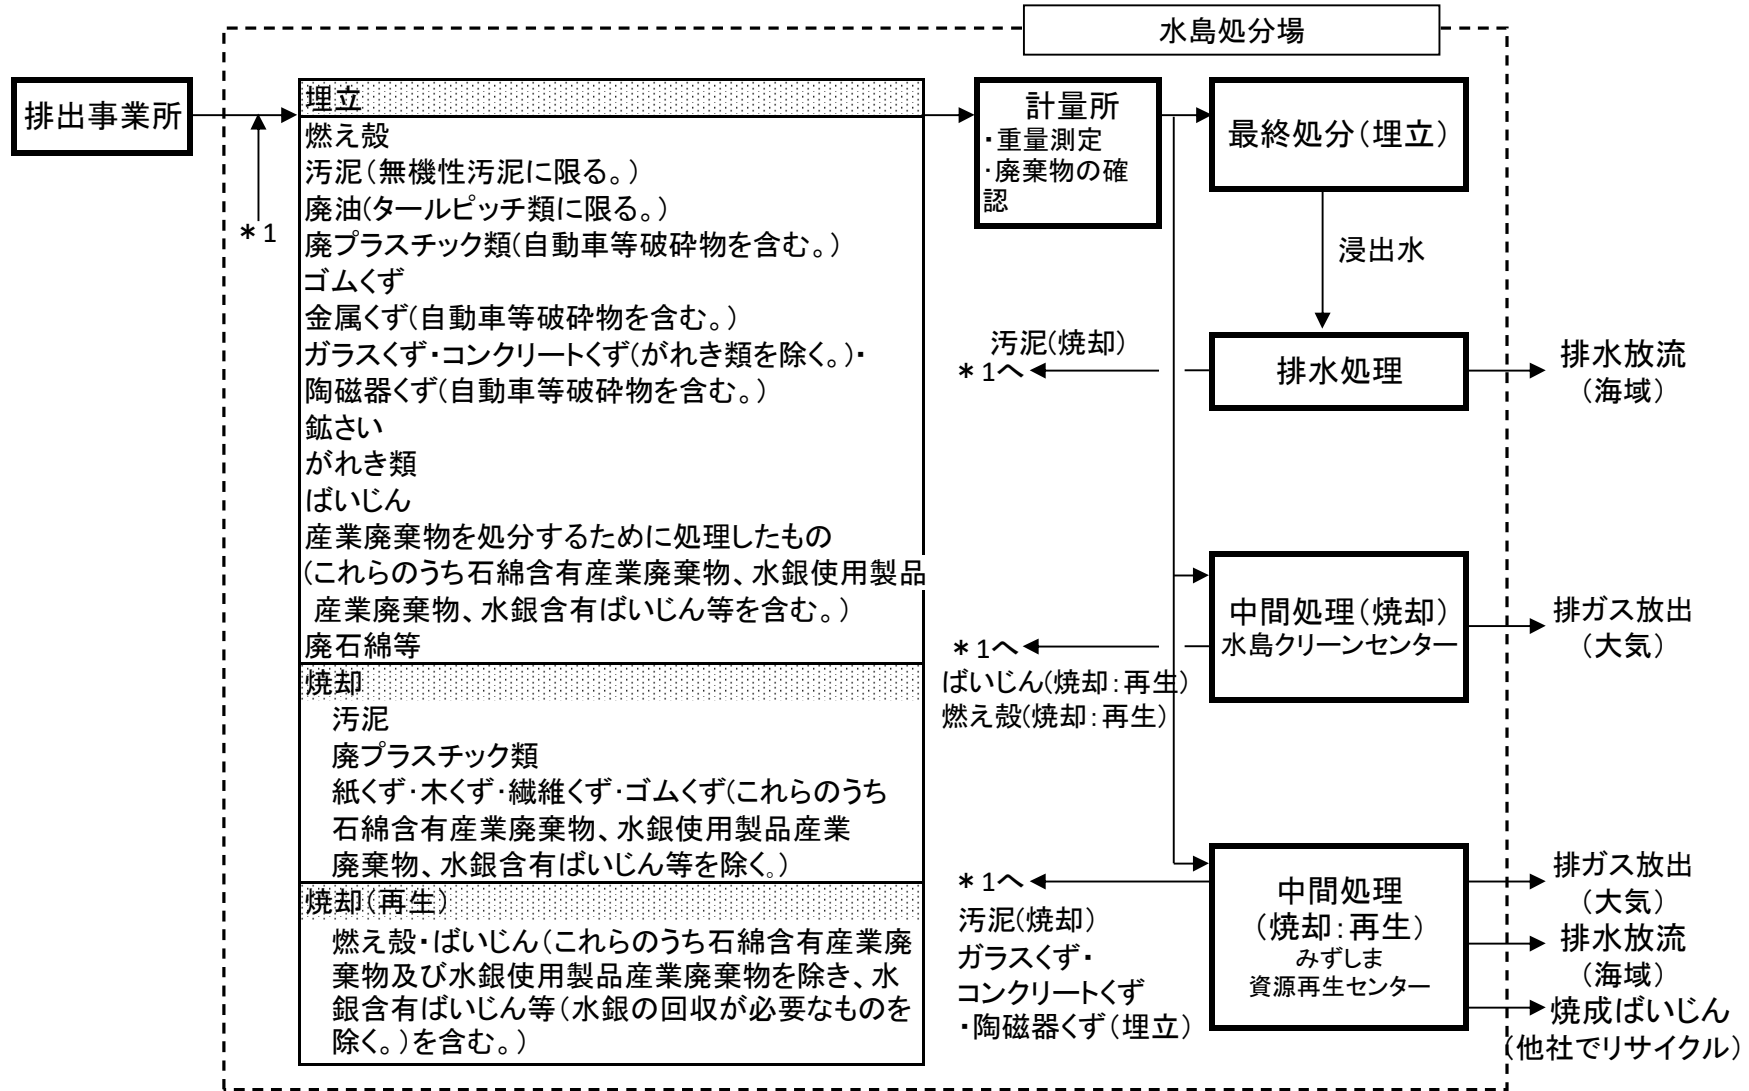 水島処分場
排出事業所
*1
埋立
燃え殻
汚泥(無機性汚泥に限る。)
廃油(タールピッチ類に限る。)
廃プラスチック類(自動車等破砕物を含む。)
ゴムくず
金属くず(自動車等破砕物を含む。)
ガラスくず・コンクリートくず(がれき類を除く。)・
陶磁器くず(自動車等破砕物を含む。)
鉱さい
がれき類
ばいじん
産業廃棄物を処分するために処理したもの
(これらのうち石綿含有産業廃棄物、水銀使用製品
産業廃棄物、水銀含有ばいじん等を含む。)
廃石綿等
焼却
汚泥
廃プラスチック類
紙くず・木くず・繊維くず・ゴムくず(これらのうち
石綿含有産業廃棄物、水銀使用製品産業
廃棄物、水銀含有ばいじん等を除く。)
焼却(再生)
燃え殻・ばいじん(これらのうち石綿含有産業廃
棄物及び水銀使用製品産業廃棄物を除き、水
銀含有ばいじん等(水銀の回収が必要なものを
除く。)を含む。)
計量所
・重量測定
・廃棄物の確
認
最終処分(埋立)
浸出水
汚泥(焼却)
*1へ
排水処理
排水放流
(海域)
中間処理(焼却)
水島クリーンセンター
*1へ
ばいじん(焼却:再生)
燃え殻(焼却:再生)
排ガス放出
(大気)
*1へ
汚泥(焼却)
ガラスくず・
コンクリートくず
・陶磁器くず(埋立)
中間処理
(焼却:再生)
みずしま
資源再生センター
排ガス放出
(大気)
排水放流
(海域)
焼成ばいじん
(他社でリサイクル)